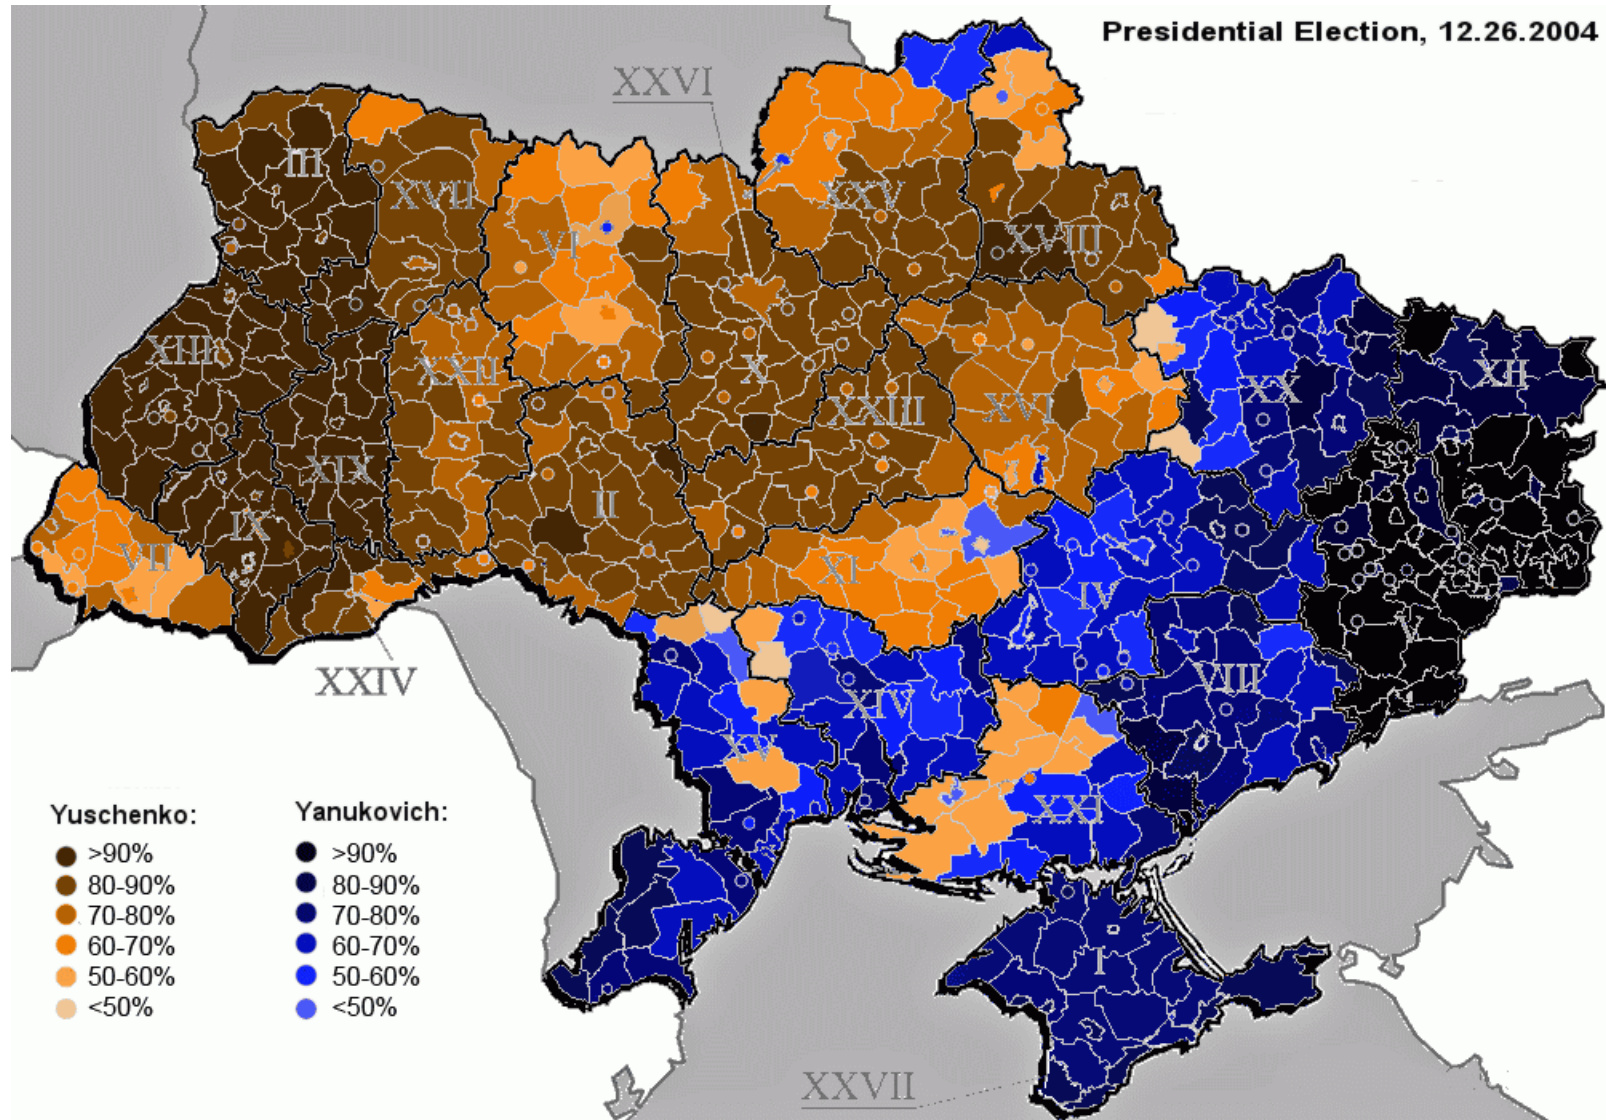 Presidential Election, 12.26.2004
XXVI
III
XVII
XXV
VI
XVIII
XIII
XXII
X
XX
XII
XXIII
XVI
XIX
IX
II
VII
XI
IV
V
XXIV
VIII
XIV
XV
XXI
Yuschenko:
>90%
80-90%
70-80%
60-70%
50-60%
<50%
Yanukovich:
>90%
80-90%
70-80%
60-70%
50-60%
<50%
I
XXVII